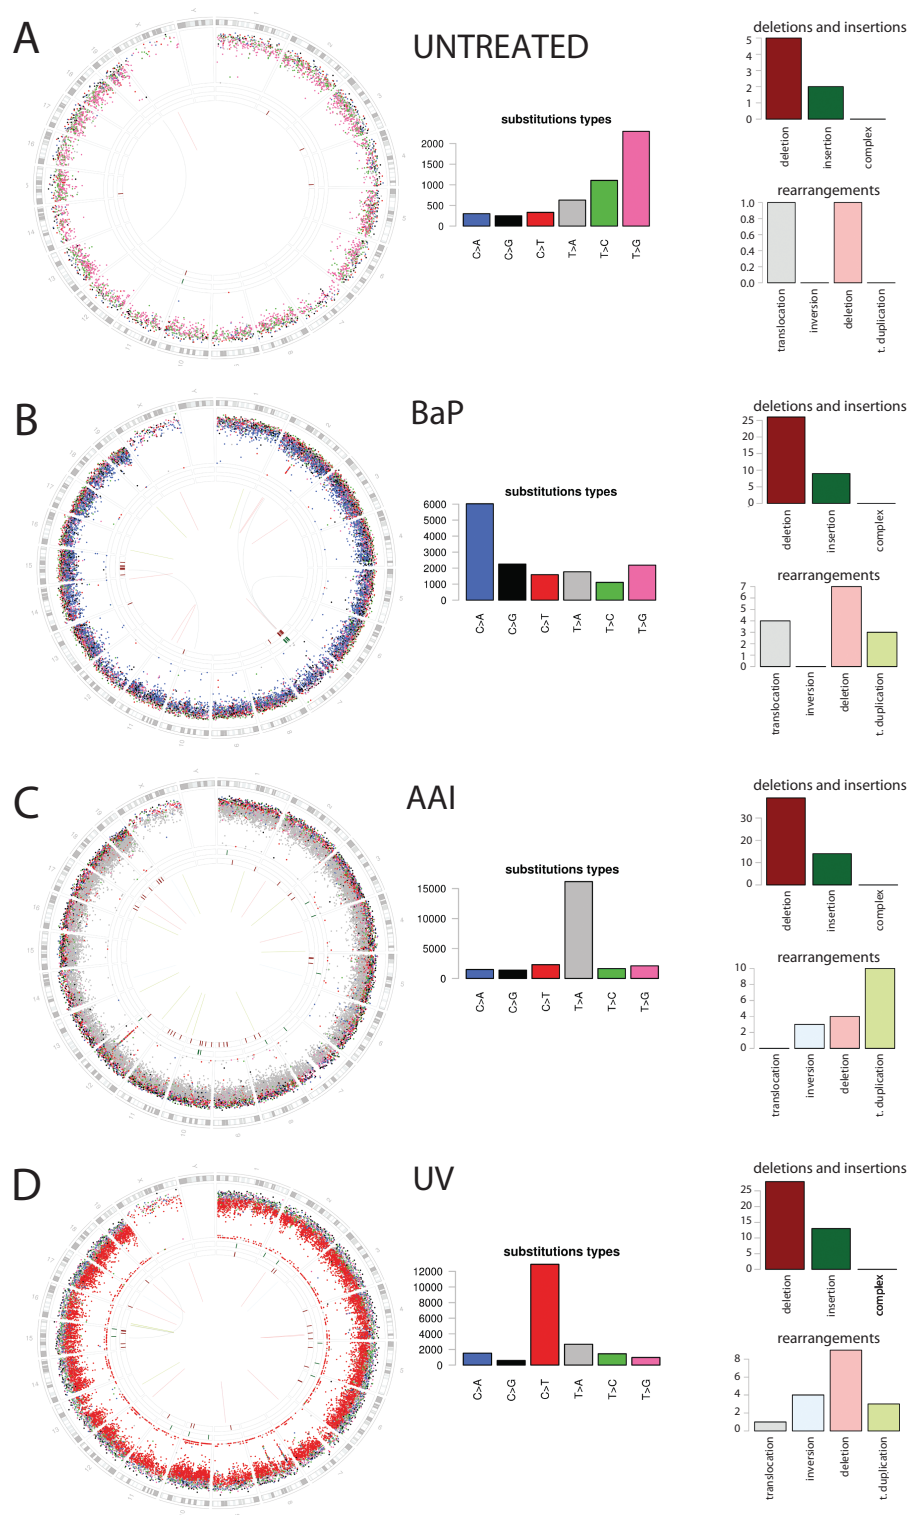 A
UNTREATED
substitutions types
2000
1500
1000
500
0
C>A
C>G
C>T
T>A
T>C
T>G
deletions and insertions
5
4
3
2
1
0
deletion
insertion
complex
rearrangements
1.0
0.8
0.6
0.4
0.2
0.0
translocation
inversion
deletion
t. duplication
B
BaP
substitutions types
6000
5000
4000
3000
2000
1000
0
C>A
C>G
C>T
T>A
T>C
T>G
deletions and insertions
25
20
15
10
5
0
deletion
insertion
complex
rearrangements
7
6
5
4
3
2
1
0
translocation
inversion
deletion
t. duplication
C
AAI
substitutions types
15000
10000
5000
0
C>A
C>G
C>T
T>A
T>C
T>G
deletions and insertions
30
20
10
0
deletion
insertion
complex
rearrangements
10
8
6
4
2
0
translocation
inversion
deletion
t. duplication
D
UV
substitutions types
12000
10000
8000
6000
4000
2000
0
C>A
C>G
C>T
T>A
T>C
T>G
deletions and insertions
25
20
15
10
5
0
deletion
insertion
complex
rearrangements
8
6
4
2
0
translocation
inversion
deletion
t. duplication